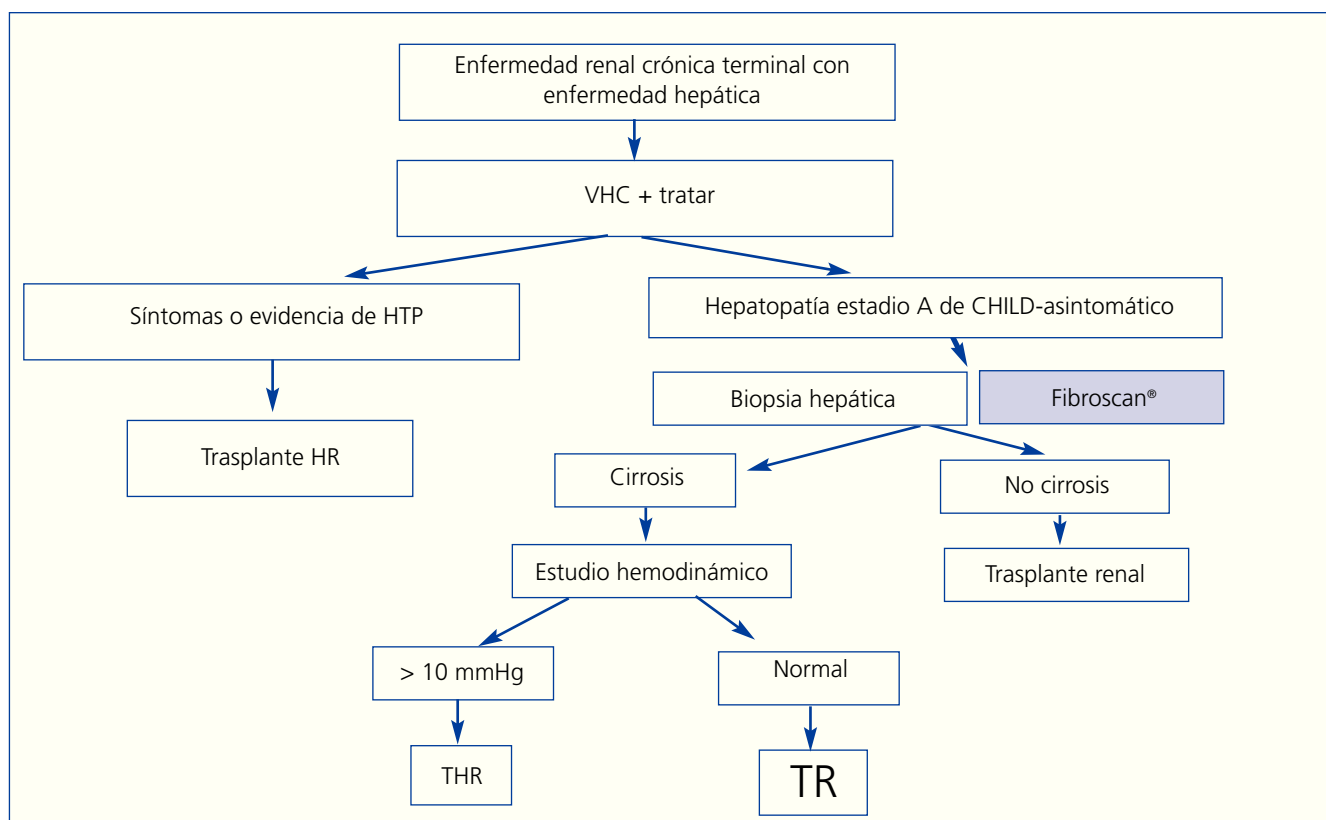 Enfermedad renal crónica terminal con
enfermedad hepática
VHC + tratar
Síntomas o evidencia de HTP
Hepatopatía estadio A de CHILD-asintomático
Biopsia hepática
Fibroscan®
Trasplante HR
Cirrosis
No cirrosis
Estudio hemodinámico
Trasplante renal
> 10 mmHg
Normal
THR
TR